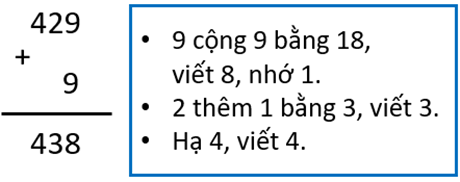 429
+
9
438
• 9 cộng 9 bằng 18,
viết 8, nhớ 1.
• 2 thêm 1 bằng 3, viết 3.
• Hạ 4, viết 4.